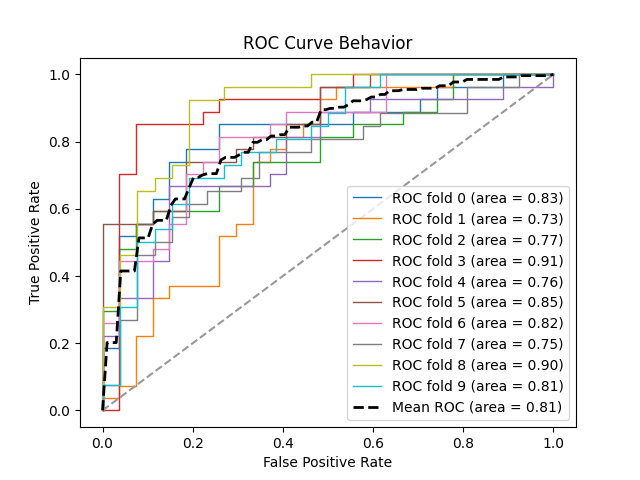 ROC Curve Behavior
True Positive Rate
1.0
0.8
0.6
0.4
0.2
0.0
ROC fold 0 (area = 0.83)
ROC fold 1 (area = 0.73)
ROC fold 2 (area = 0.77)
ROC fold 3 (area = 0.91)
ROC fold 4 (area = 0.76)
ROC fold 5 (area = 0.85)
ROC fold 6 (area = 0.82)
ROC fold 7 (area = 0.75)
ROC fold 8 (area = 0.90)
ROC fold 9 (area = 0.81)
Mean ROC (area = 0.81)
0.0 0.2 0.4 0.6 0.8 1.0
False Positive Rate